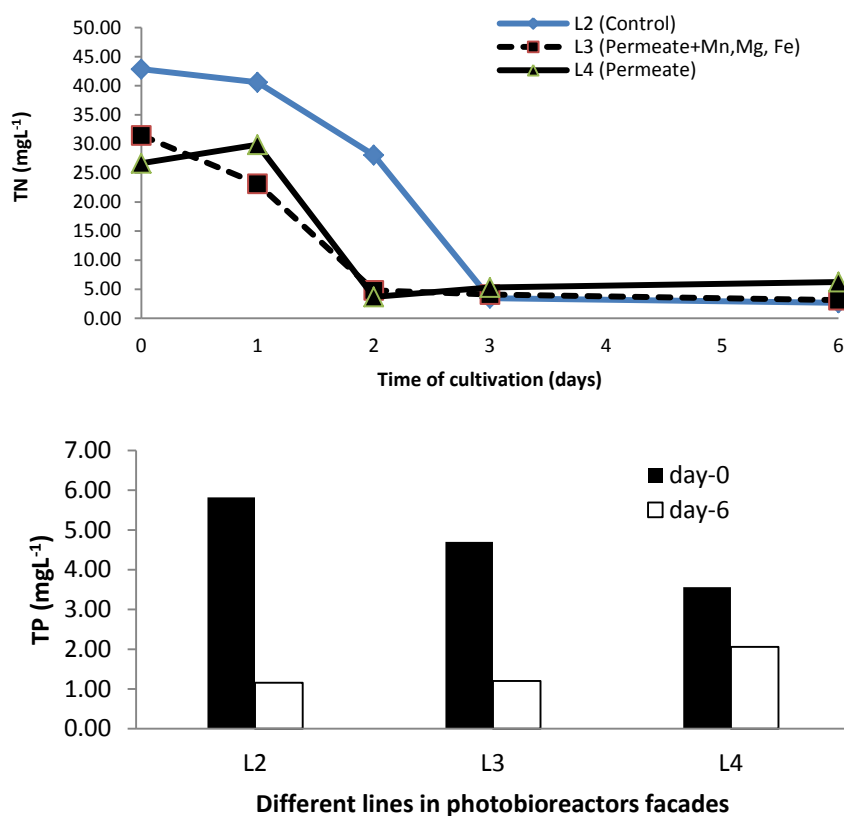 L2 (Control)
L3 (Permeate+Mn,Mg, Fe)
L4 (Permeate)
50.00
45.00
40.00
35.00
30.00
25.00
20.00
15.00
10.00
5.00
0.00
TN (mgL⁻¹)
0 1 2 3 4 5 6
Time of cultivation (days)
7.00
6.00
5.00
4.00
3.00
2.00
1.00
0.00
TP (mgL⁻¹)
day-0
day-6
L2 L3 L4
Different lines in photobioreactors facades